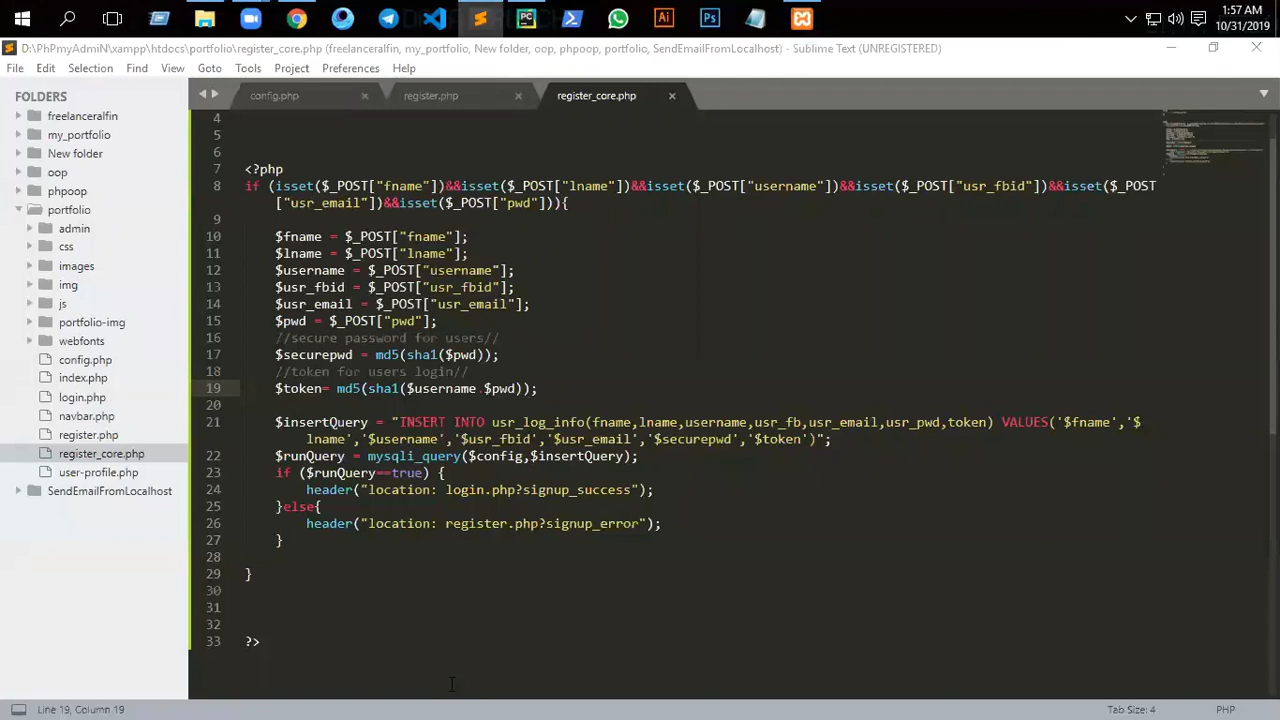 1:57 AM
10/31/2019
D:\PhPmyAdmiN\xampp\htdocs\portfolio\register_core.php (freelanceralfin, my_portfolio, New folder, oop, phpoop, portfolio, SendEmailFromLocalhost) - Sublime Text (UNREGISTERED)
File Edit Selection Find View Goto Tools Project Preferences Help
FOLDERS
freelanceralfin
my_portfolio
New folder
oop
phpoop
portfolio
admin
css
images
img
js
portfolio-img
webfonts
config.php
index.php
login.php
navbar.php
register.php
register_core.php
user-profile.php
SendEmailFromLocalhost
config.php register.php register_core.php
4
5
6
7 <?php
8 if (isset($_POST["fname"])&&isset($_POST["lname"])&&isset($_POST["username"])&&isset($_POST["usr_fbid"])&&isset($_POST
["usr_email"])&&isset($_POST["pwd"])){
9
10 $fname = $_POST["fname"];
11 $lname = $_POST["lname"];
12 $username = $_POST["username"];
13 $usr_fbid = $_POST["usr_fbid"];
14 $usr_email = $_POST["usr_email"];
15 $pwd = $_POST["pwd"];
16 //secure password for users//
17 $securepwd = md5(sha1($pwd));
18 //token for users login//
19 $token= md5(sha1($username.$pwd));
20
21 $insertQuery = "INSERT INTO usr_log_info(fname,lname,username,usr_fb,usr_email,usr_pwd,token) VALUES('$fname','$
lname','$username','$usr_fbid','$usr_email','$securepwd','$token')";
22 $runQuery = mysqli_query($config,$insertQuery);
23 if ($runQuery==true) {
24 header("location: login.php?signup_success");
25 }else{
26 header("location: register.php?signup_error");
27 }
28
29 }
30
31
32
33 ?>
Line 19, Column 19
Tab Size: 4
PHP